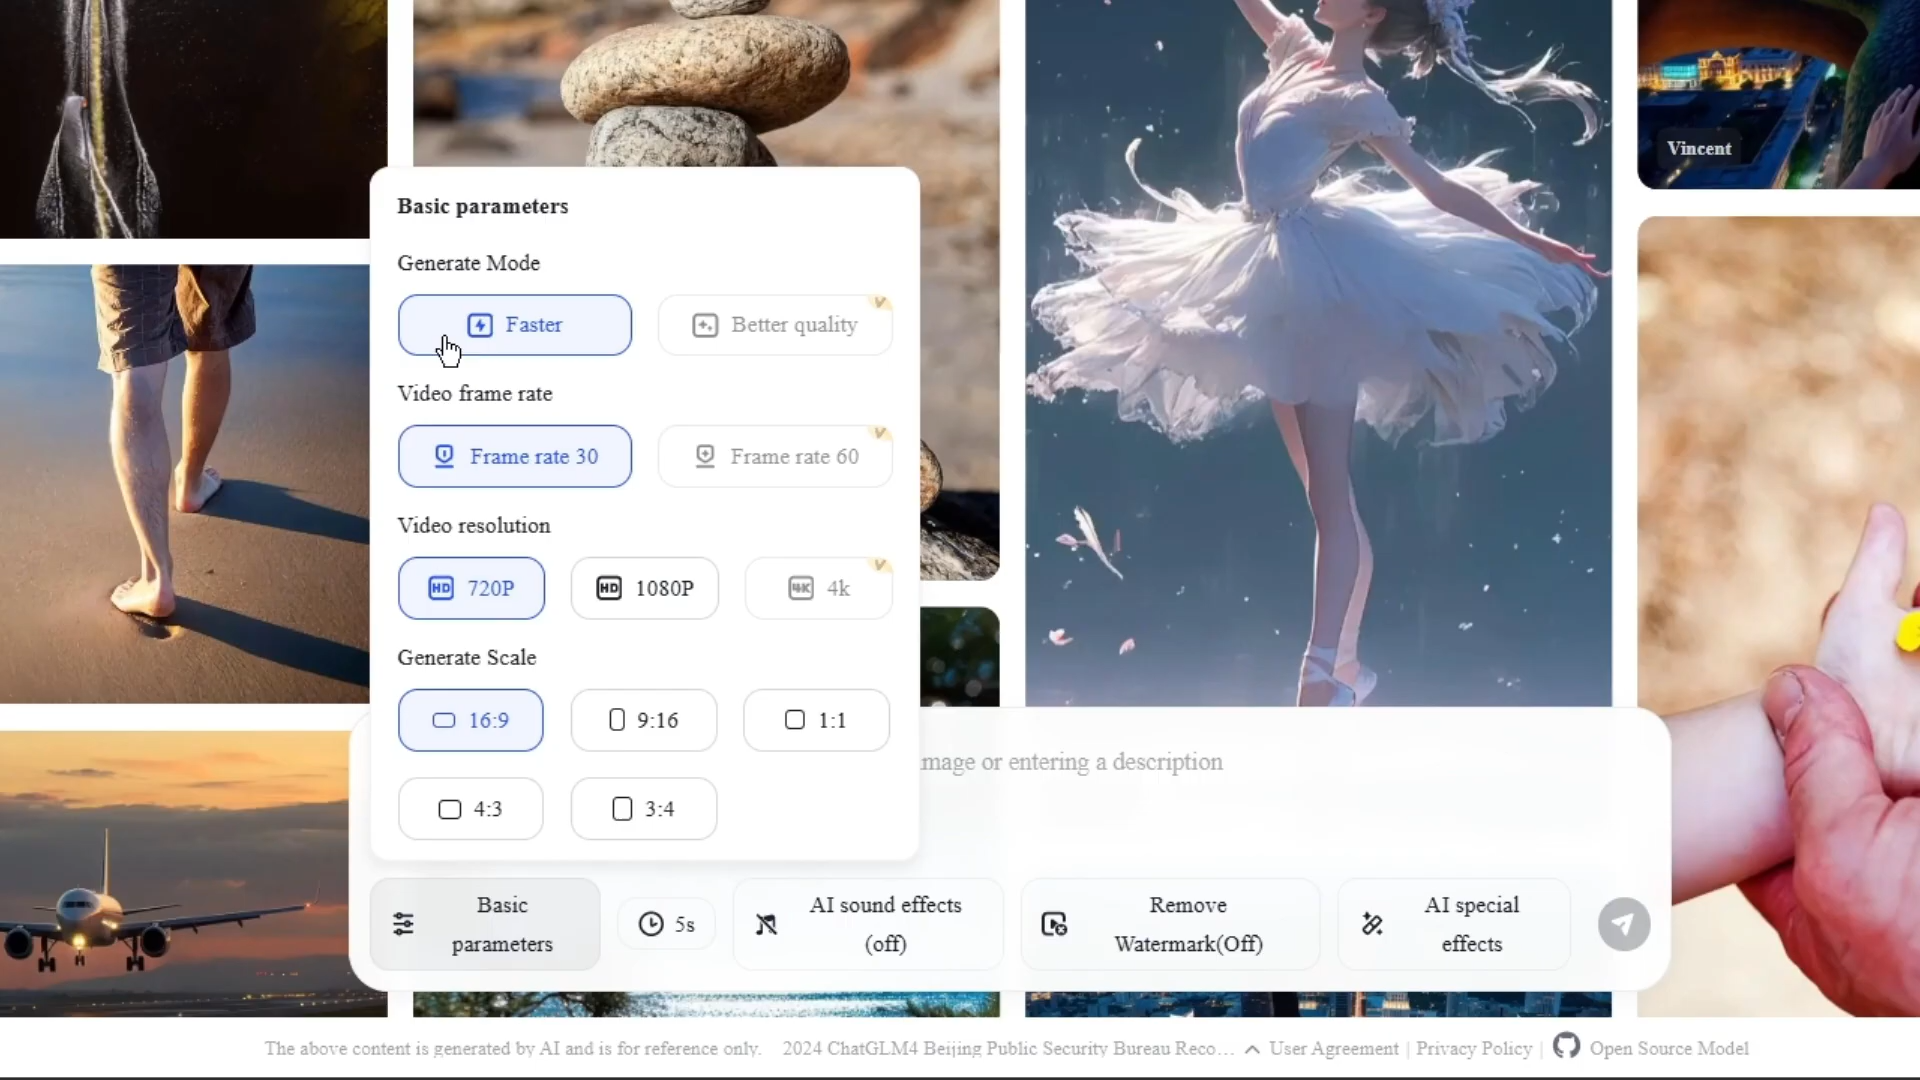 Vincent
Basic parameters
Generate Mode
Faster
Better quality
Video frame rate
Frame rate 30
Frame rate 60
Video resolution
HD 720P
HD 1080P
4K 4k
Generate Scale
16:9
9:16
1:1
4:3
3:4
mage or entering a description
Basic
parameters
5s
AI sound effects
(off)
Remove
Watermark(Off)
AI special
effects
The above content is generated by AI and is for reference only.
2024 ChatGLM4 Beijing Public Security Bureau Reco...
User Agreement | Privacy Policy |
Open Source Model